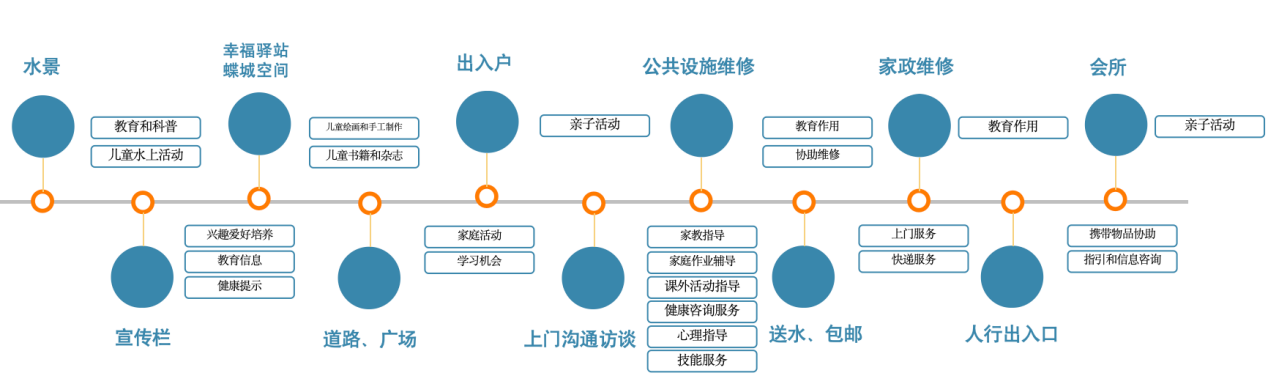 水景
教育和科普
儿童水上活动
宣传栏
兴趣爱好培养
教育信息
健康提示
幸福驿站
蝶城空间
儿童绘画和手工制作
儿童书籍和杂志
道路、广场
家庭活动
学习机会
出入户
亲子活动
上门沟通访谈
家教指导
家庭作业辅导
课外活动指导
健康咨询服务
心理指导
技能服务
公共设施维修
教育作用
协助维修
送水、包邮
上门服务
快递服务
家政维修
教育作用
人行出入口
携带物品协助
指引和信息咨询
会所
亲子活动